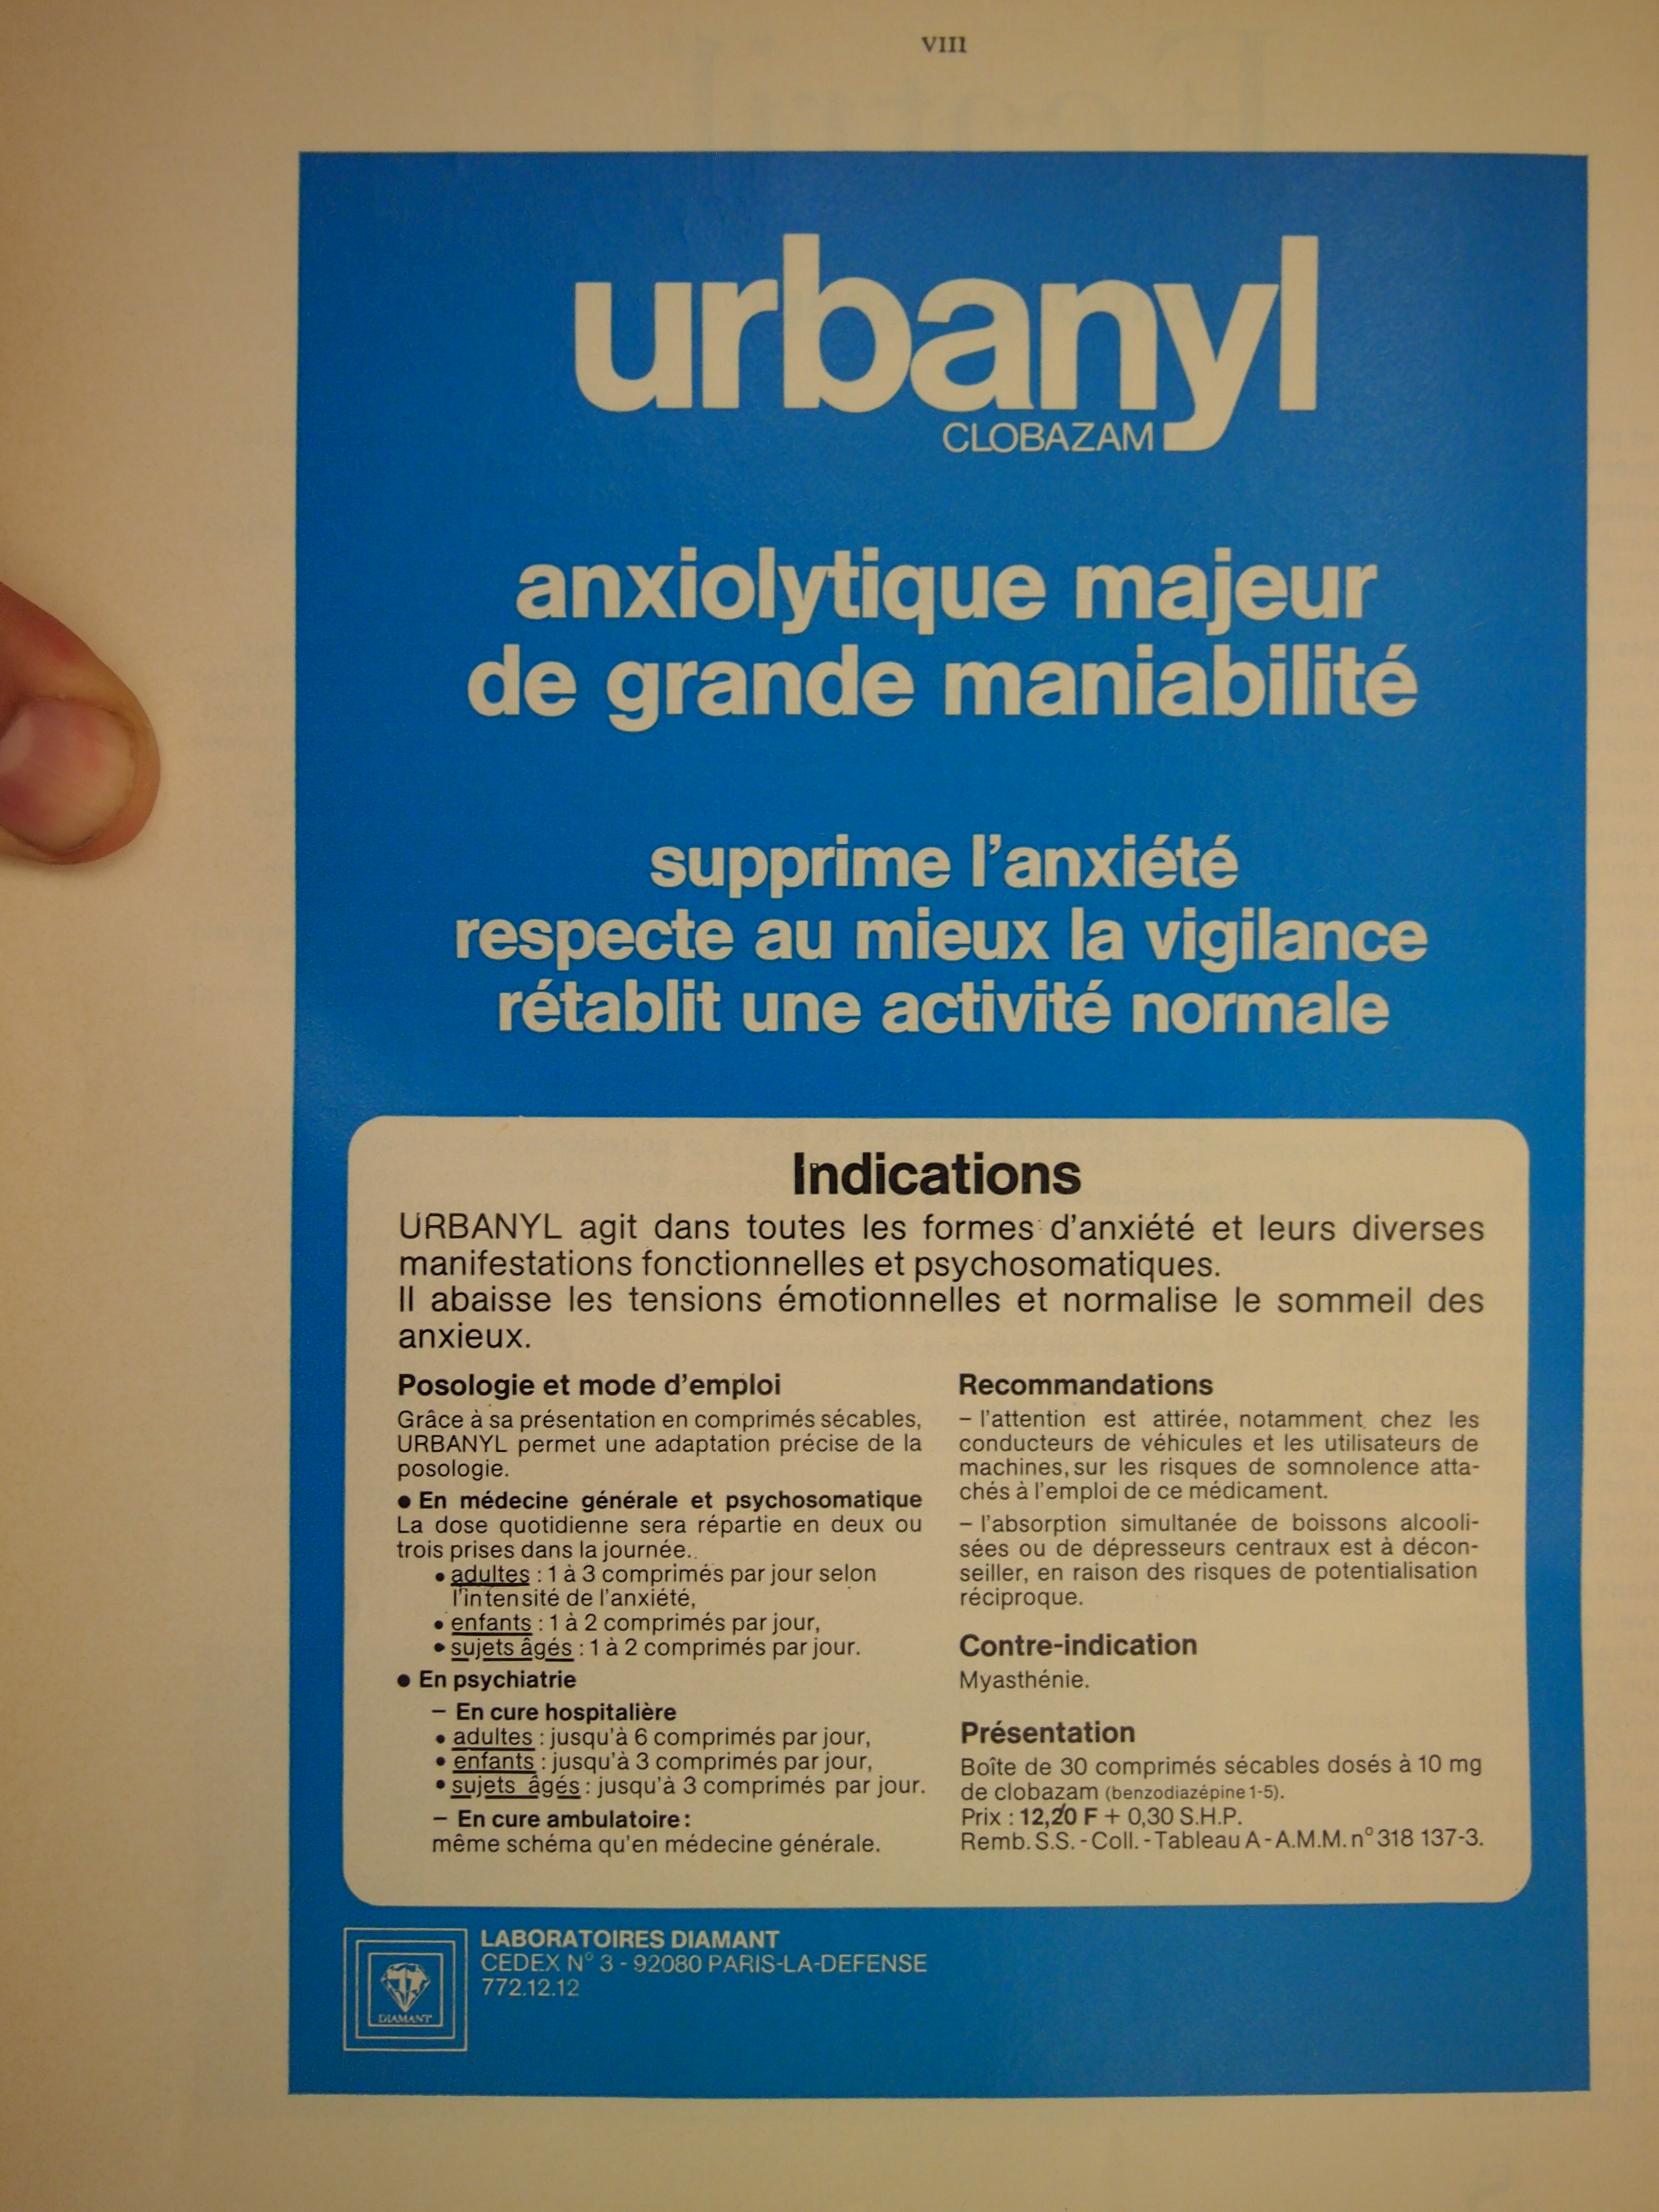 VIII
urbanyl
CLOBAZAM
anxiolytique majeur
de grande maniabilité
supprime l'anxiété
respecte au mieux la vigilance
rétablit une activité normale
Indications
URBANYL agit dans toutes les formes d'anxiété et leurs diverses
manifestations fonctionnelles et psychosomatiques.
Il abaisse les tensions émotionnelles et normalise le sommeil des
anxieux.
Posologie et mode d'emploi
Grâce à sa présentation en comprimés sécables,
URBANYL permet une adaptation précise de la
posologie.
● En médecine générale et psychosomatique
La dose quotidienne sera répartie en deux ou
trois prises dans la journée.
• adultes : 1 à 3 comprimés par jour selon
l'intensité de l'anxiété,
• enfants : 1 à 2 comprimés par jour,
• sujets âgés : 1 à 2 comprimés par jour.
● En psychiatrie
– En cure hospitalière
• adultes : jusqu'à 6 comprimés par jour,
• enfants : jusqu'à 3 comprimés par jour,
• sujets âgés : jusqu'à 3 comprimés par jour.
– En cure ambulatoire :
même schéma qu'en médecine générale.
Recommandations
– l'attention est attirée, notamment chez les
conducteurs de véhicules et les utilisateurs de
machines, sur les risques de somnolence atta-
chés à l'emploi de ce médicament.
– l'absorption simultanée de boissons alcooli-
sées ou de dépresseurs centraux est à décon-
seiller, en raison des risques de potentialisation
réciproque.
Contre-indication
Myasthénie.
Présentation
Boîte de 30 comprimés sécables dosés à 10 mg
de clobazam (benzodiazépine 1-5).
Prix : 12,20 F + 0,30 S.H.P.
Remb. S.S. - Coll. - Tableau A - A.M.M. n° 318 137-3.
DIAMANT
LABORATOIRES DIAMANT
CEDEX N° 3 - 92080 PARIS-LA-DEFENSE
772.12.12